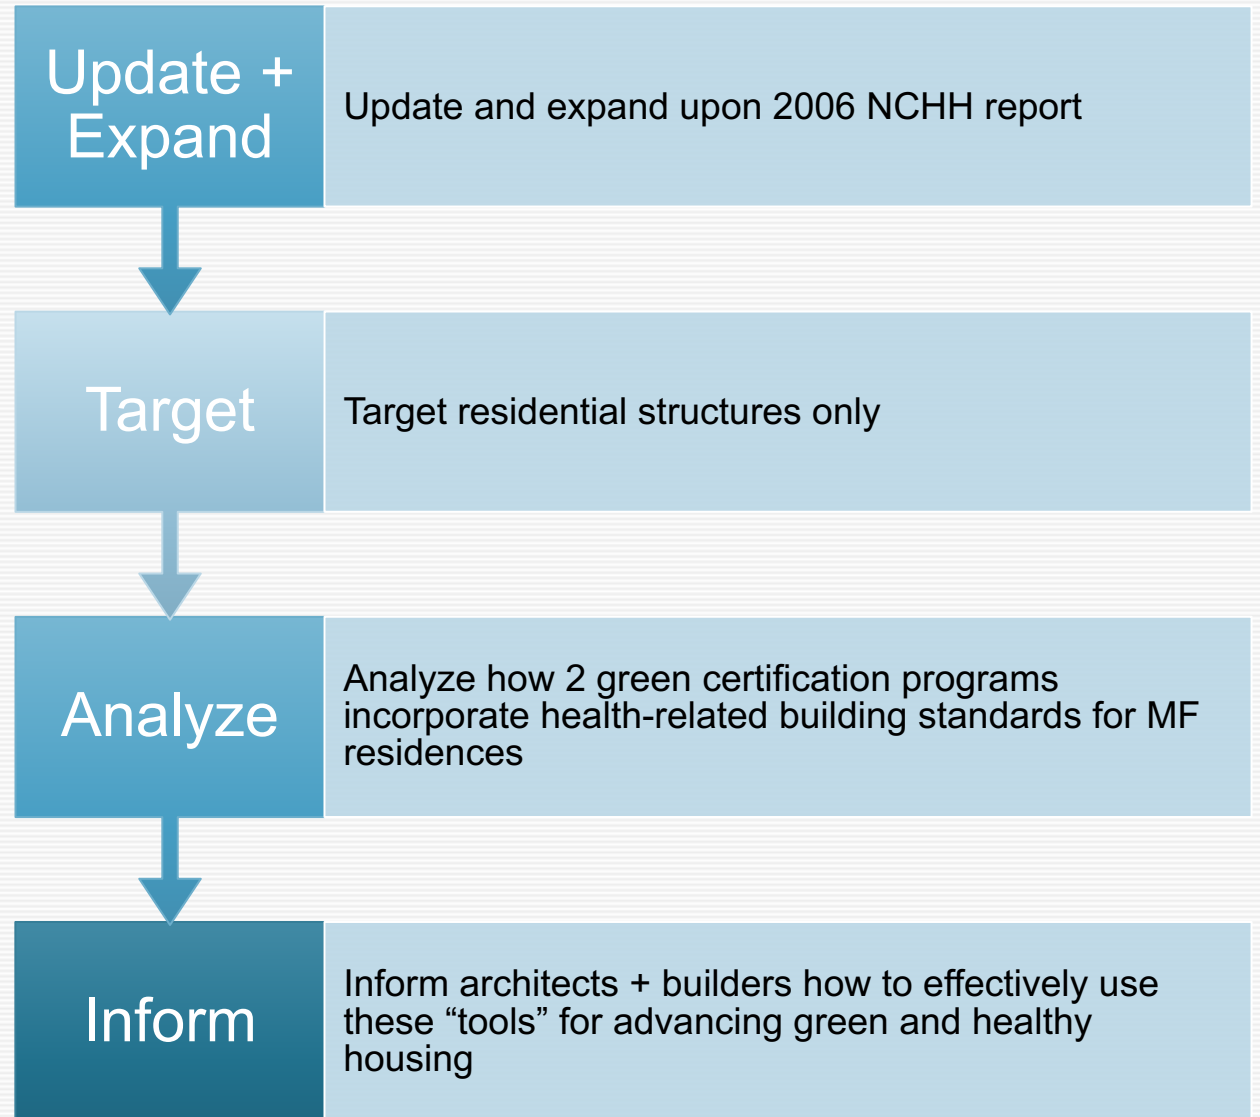 Update +
Expand
Update and expand upon 2006 NCHH report
Target
Target residential structures only
Analyze
Analyze how 2 green certification programs
incorporate health-related building standards for MF
residences
Inform
Inform architects + builders how to effectively use
these “tools” for advancing green and healthy
housing